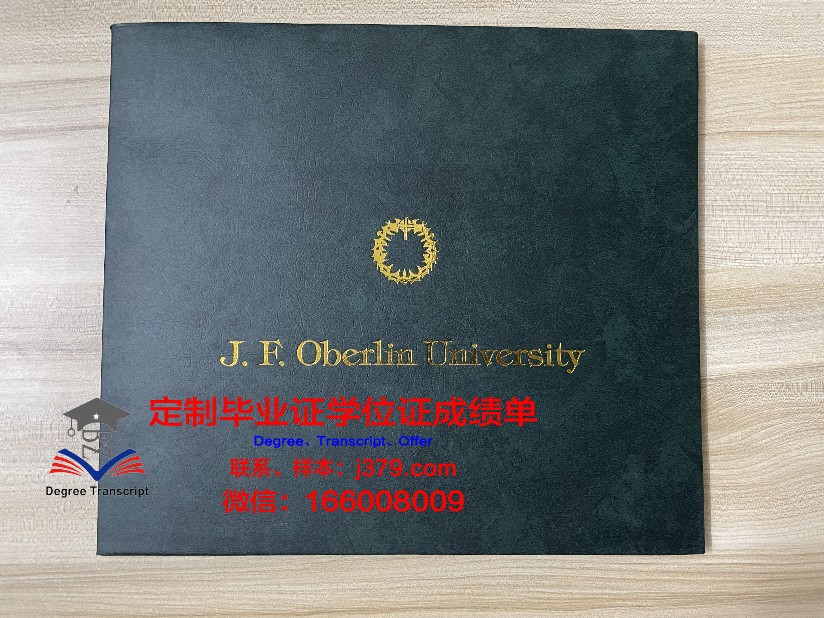 J. F. Oberlin University
定制毕业证学位证成绩单
Degree、Transcript、Offer
联系、样本：j379.com
微信：166008009
BZ
Degree Transcript